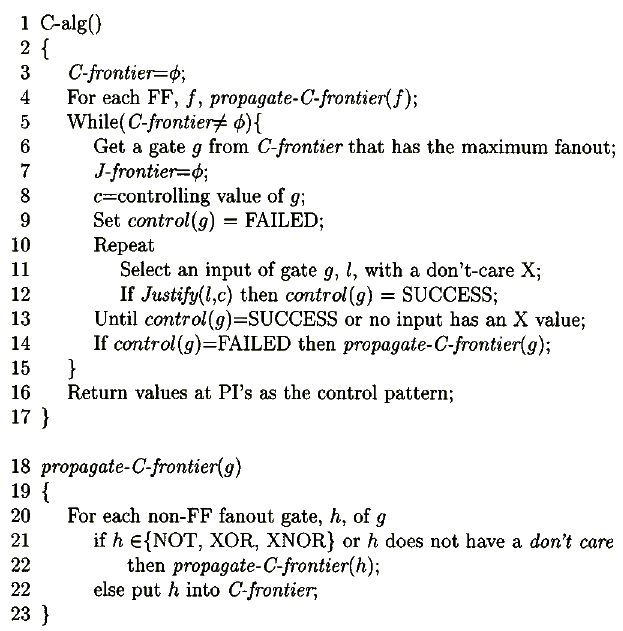 1 C-alg()
2 {
3 C-frontier=ϕ;
4 For each FF, f, propagate-C-frontier(f);
5 While(C-frontier≠ ϕ){
6 Get a gate g from C-frontier that has the maximum fanout;
7 J-frontier=ϕ;
8 c=controlling value of g;
9 Set control(g) = FAILED;
10 Repeat
11 Select an input of gate g, l, with a don't-care X;
12 If Justify(l,c) then control(g) = SUCCESS;
13 Until control(g)=SUCCESS or no input has an X value;
14 If control(g)=FAILED then propagate-C-frontier(g);
15 }
16 Return values at PI's as the control pattern;
17 }
18 propagate-C-frontier(g)
19 {
20 For each non-FF fanout gate, h, of g
21 if h ∈{NOT, XOR, XNOR} or h does not have a don't care
22 then propagate-C-frontier(h);
22 else put h into C-frontier;
23 }